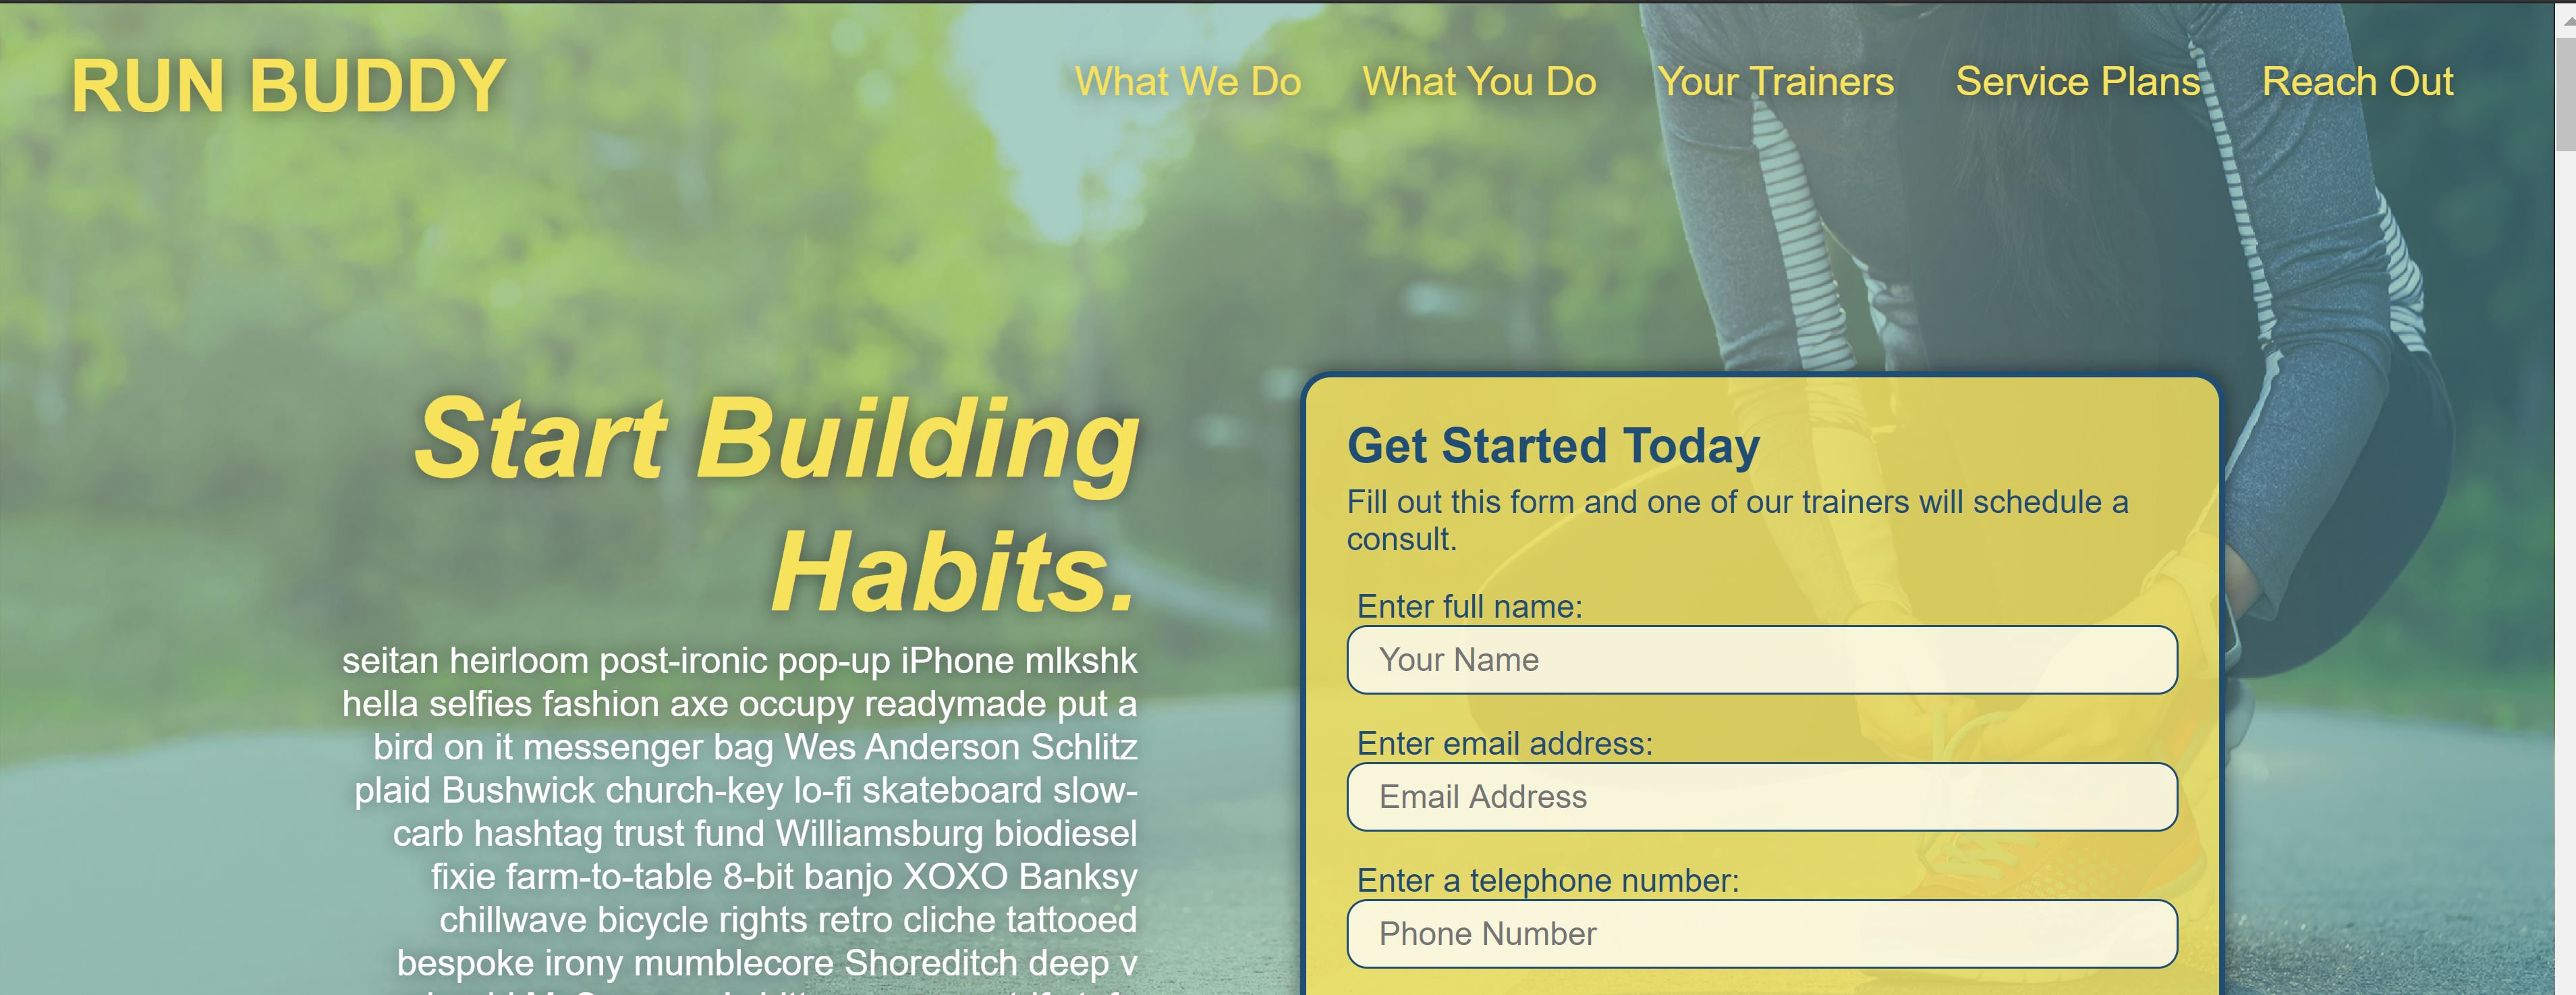 RUN BUDDY
What We Do What You Do Your Trainers Service Plans Reach Out
Start Building
Habits.
seitan heirloom post-ironic pop-up iPhone mlkshk
hella selfies fashion axe occupy readymade put a
bird on it messenger bag Wes Anderson Schlitz
plaid Bushwick church-key lo-fi skateboard slow-
carb hashtag trust fund Williamsburg biodiesel
fixie farm-to-table 8-bit banjo XOXO Banksy
chillwave bicycle rights retro cliche tattooed
bespoke irony mumblecore Shoreditch deep v
Get Started Today
Fill out this form and one of our trainers will schedule a
consult.
Enter full name:
Your Name
Enter email address:
Email Address
Enter a telephone number:
Phone Number